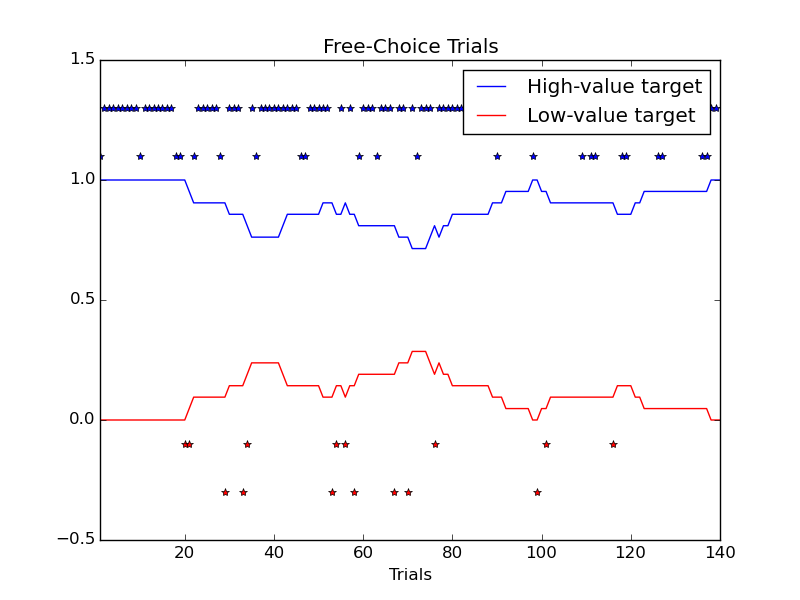 Free-Choice Trials
1.5
High-value target
Low-value target
1.0
0.5
0.0
−0.5
20 40 60 80 100 120 140
Trials